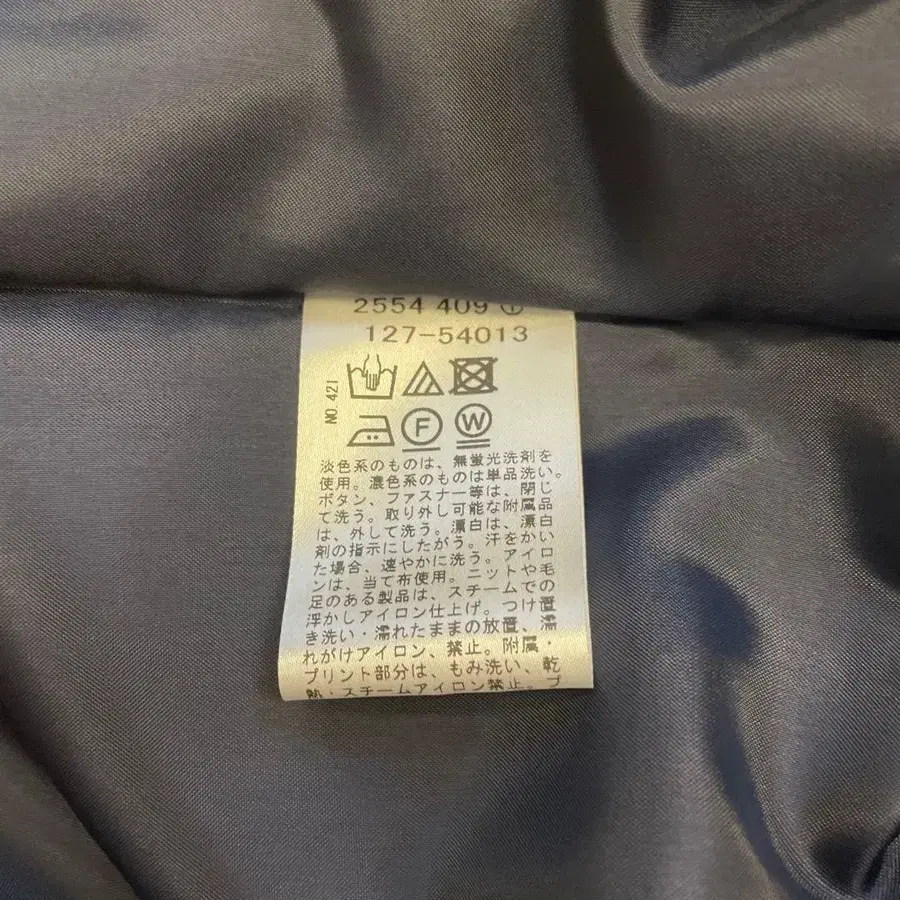 2554 409 ①
127-54013
NO.421
F W
淡色系のものは、無蛍光洗剤を
使用。濃色系のものは単品洗い。
ボタン、ファスナー等は、閉じ
て洗う。取り外し可能な附属品
は、外して洗う。漂白は、漂白
剤の指示にしたがう。汗をかい
た場合、速やかに洗う。アイロ
ンは、当て布使用。ニットや毛
足のある製品は、スチームでの
浮かしアイロン仕上げ。つけ置
き洗い・濡れたままの放置、濡
れがけアイロン、禁止。附属・
プリント部分は、もみ洗い、乾
熱・スチームアイロン禁止。プ